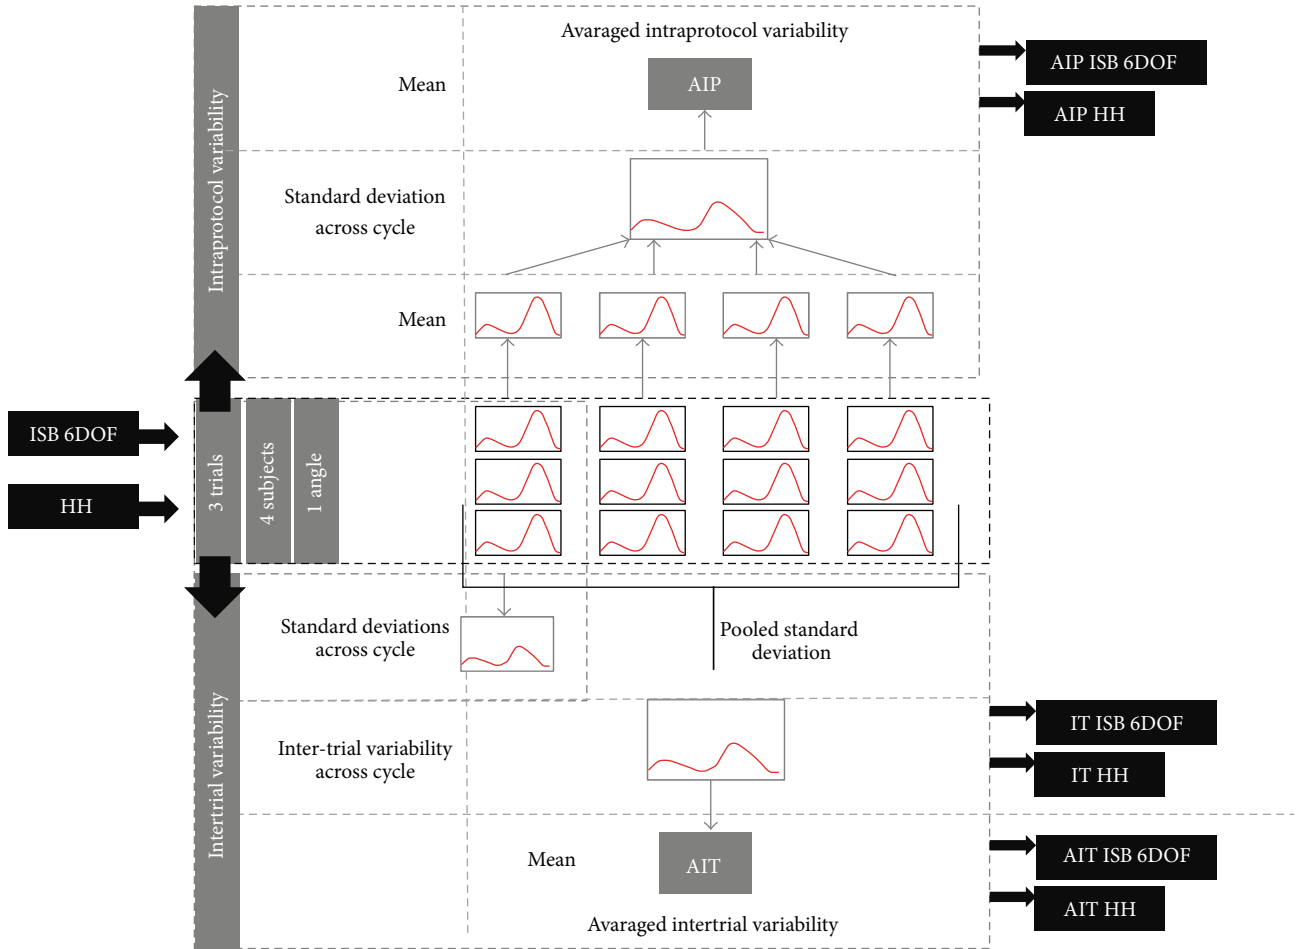 Avaraged intraprotocol variability
Mean
AIP
AIP ISB 6DOF
AIP HH
Intraprotocol variability
Standard deviation
across cycle
Mean
ISB 6DOF
HH
3 trials
4 subjects
1 angle
Standard deviations
across cycle
Pooled standard
deviation
Intertrial variability
Inter-trial variability
across cycle
IT ISB 6DOF
IT HH
Mean
AIT
AIT ISB 6DOF
AIT HH
Avaraged intertrial variability